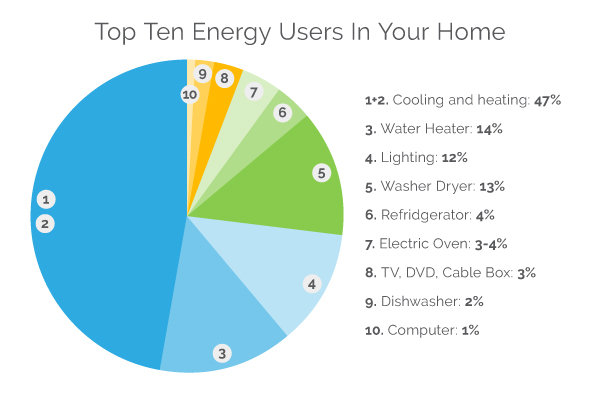 Top Ten Energy Users In Your Home
9
8
10
7
6
5
1
2
4
3
1+2. Cooling and heating: 47%
3. Water Heater: 14%
4. Lighting: 12%
5. Washer Dryer: 13%
6. Refridgerator: 4%
7. Electric Oven: 3-4%
8. TV, DVD, Cable Box: 3%
9. Dishwasher: 2%
10. Computer: 1%